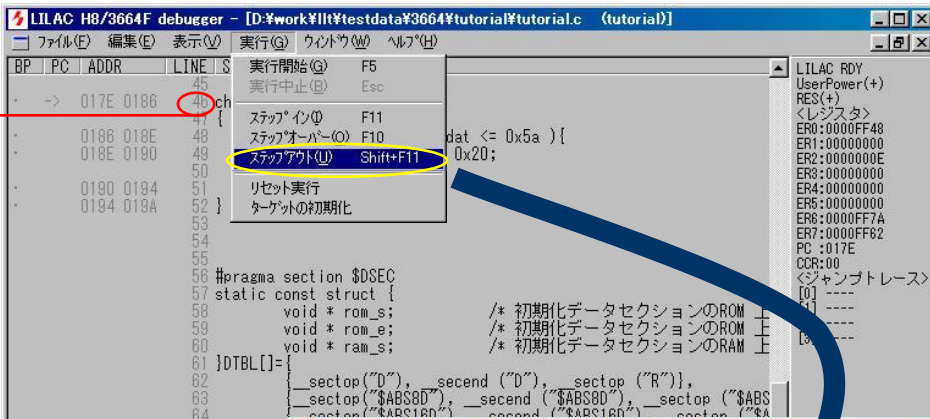 LILAC H8/3664F debugger - [D:¥work¥llt¥testdata¥3664¥tutorial¥tutorial.c (tutorial)]
ファイル(F) 編集(E) 表示(V) 実行(G) ウィンドウ(W) ヘルプ(H)
BP PC ADDR LINE S
実行開始(G) F5
実行中止(B) Esc
ステップイン(I) F11
ステップオーバー(O) F10
ステップアウト(U) Shift+F11
リセット実行
ターゲットの初期化
45
-> 017E 0186 46 ch
47 {
0186 018E 48 dat <= 0x5a ){
018E 0190 49 0x20;
50
0190 0194 51
0194 019A 52 }
53
54
55
56 #pragma section $DSEC
57 static const struct {
58 void * rom_s; /* 初期化データセクションのROM 上
59 void * rom_e; /* 初期化データセクションのROM 上
60 void * ram_s; /* 初期化データセクションのRAM 上
61 }DTBL[]={
62 {__sectop("D"), __secend ("D"), __sectop ("R")},
63 {__sectop("$ABS8D"), __secend ("$ABS8D"), __sectop ("$ABS
64 {__sectop("$ABS16D"), __secend ("$ABS16D"), __sectop ("$A
LILAC RDY
UserPower(+)
RES(+)
<レジスタ>
ER0:0000FF48
ER1:00000000
ER2:0000000E
ER3:00000000
ER4:00000000
ER5:00000000
ER6:0000FF7A
ER7:0000FF62
PC :017E
CCR:00
<ジャンプトレース>
[0] ----
[1] ----
----
[3] ----